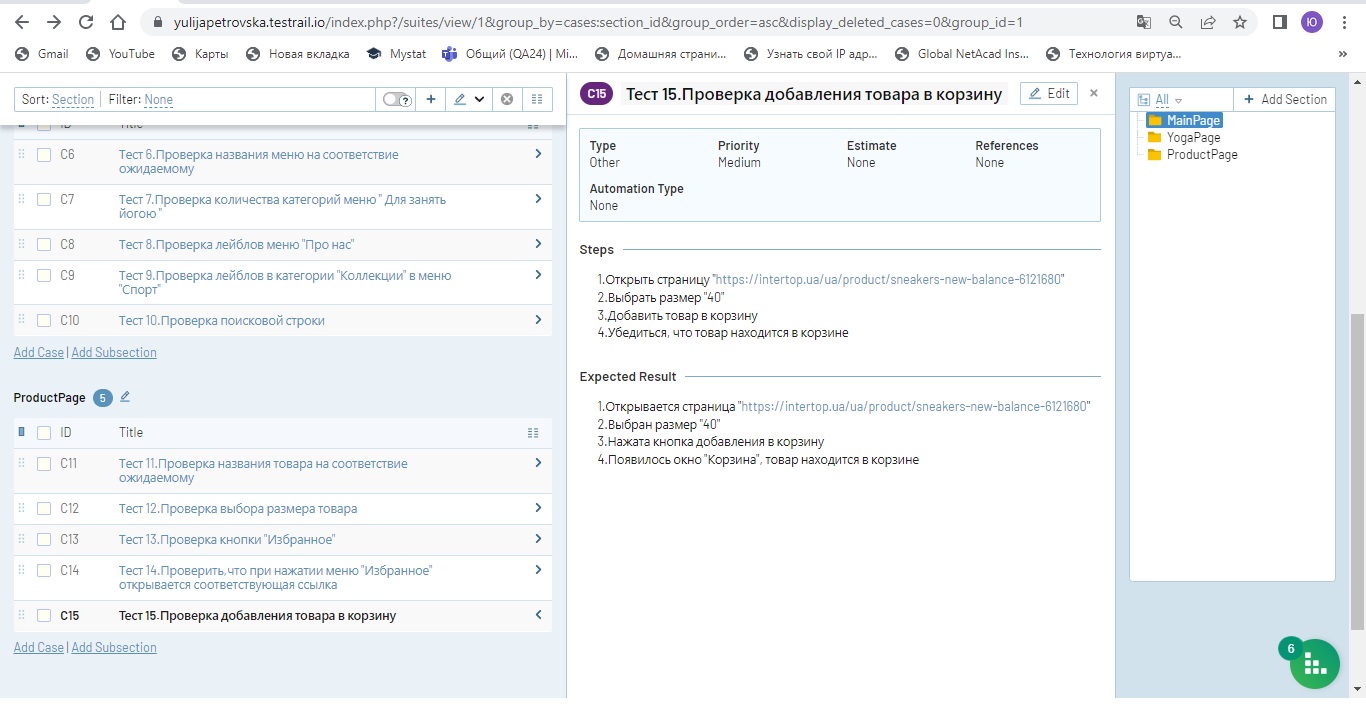 yulijapetrovska.testrail.io/index.php?/suites/view/1&group_by=cases:section_id&group_order=asc&display_deleted_cases=0&group_id=1
Ю
Gmail YouTube Карты Новая вкладка Mystat Общий (QA24) | Mi... Домашняя страни... Узнать свой IP адр... Global NetAcad Ins... Технология виртуа... »
Sort: Section Filter: None
ID Title
C6 Тест 6.Проверка названия меню на соответствие
ожидаемому
C7 Тест 7.Проверка количества категорий меню " Для занять
йогою "
C8 Тест 8.Проверка лейблов меню "Про нас"
C9 Тест 9.Проверка лейблов в категории "Коллекции" в меню
"Спорт"
C10 Тест 10.Проверка поисковой строки
Add Case | Add Subsection
ProductPage 5
ID Title
C11 Тест 11.Проверка названия товара на соответствие
ожидаемому
C12 Тест 12.Проверка выбора размера товара
C13 Тест 13.Проверка кнопки "Избранное"
C14 Тест 14.Проверить,что при нажатии меню "Избранное"
открывается соответствующая ссылка
C15 Тест 15.Проверка добавления товара в корзину
Add Case | Add Subsection
C15 Тест 15.Проверка добавления товара в корзину Edit ×
Type Priority Estimate References
Other Medium None None
Automation Type
None
Steps
1.Открыть страницу "https://intertop.ua/ua/product/sneakers-new-balance-6121680"
2.Выбрать размер "40"
3.Добавить товар в корзину
4.Убедиться, что товар находится в корзине
Expected Result
1.Открывается страница "https://intertop.ua/ua/product/sneakers-new-balance-6121680"
2.Выбран размер "40"
3.Нажата кнопка добавления в корзину
4.Появилось окно "Корзина", товар находится в корзине
All + Add Section
MainPage
YogaPage
ProductPage
6